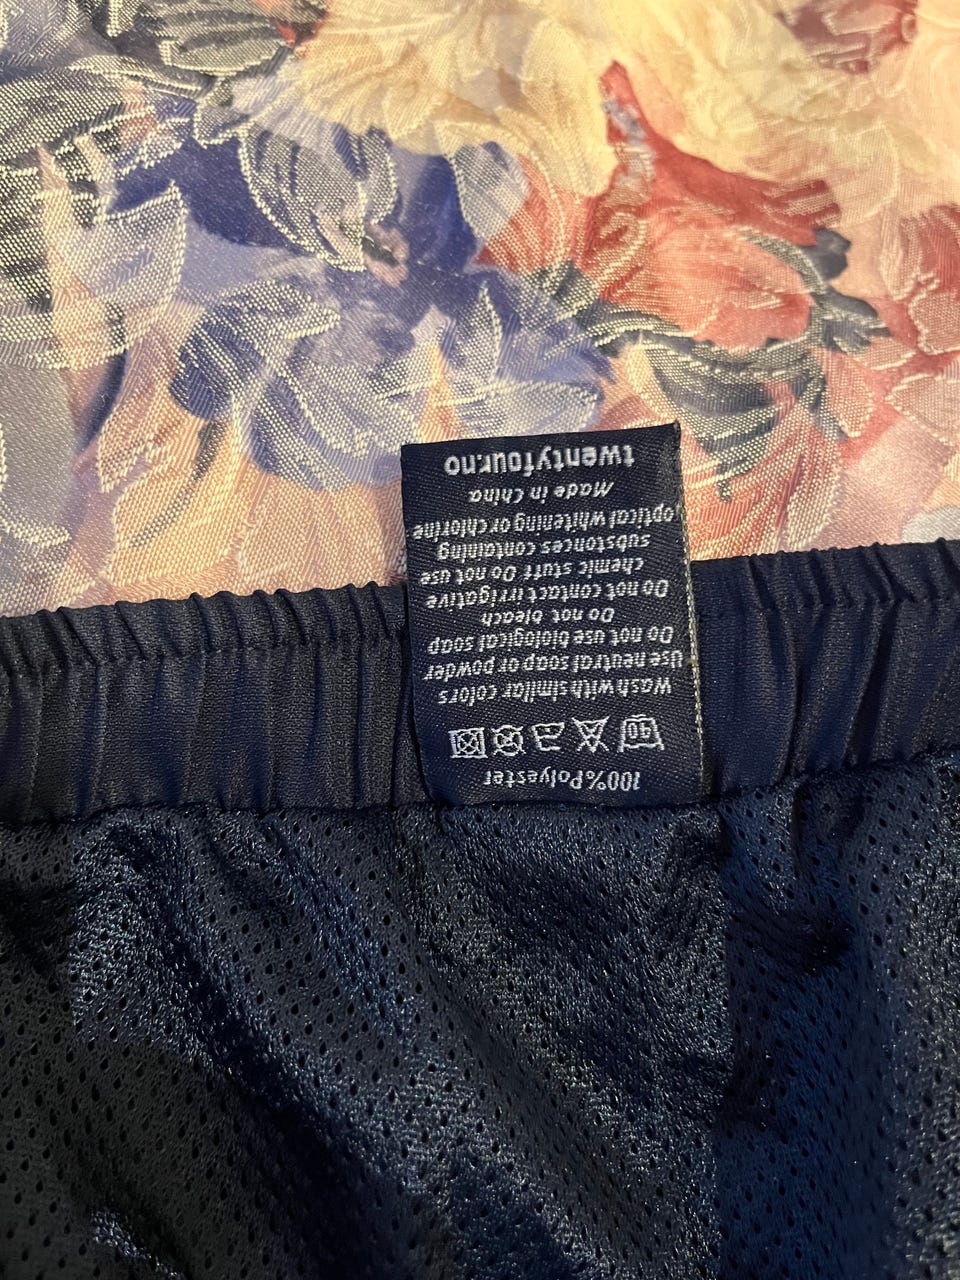 100%Polyester
Wash with similar colors
Use neutral soap or powder
Do not use biological soap
Do not bleach
Do not contact irrigative
chemic stuff Do not use
substonces containing
optical whitening or chlorine
Made in China
twentyfour.no